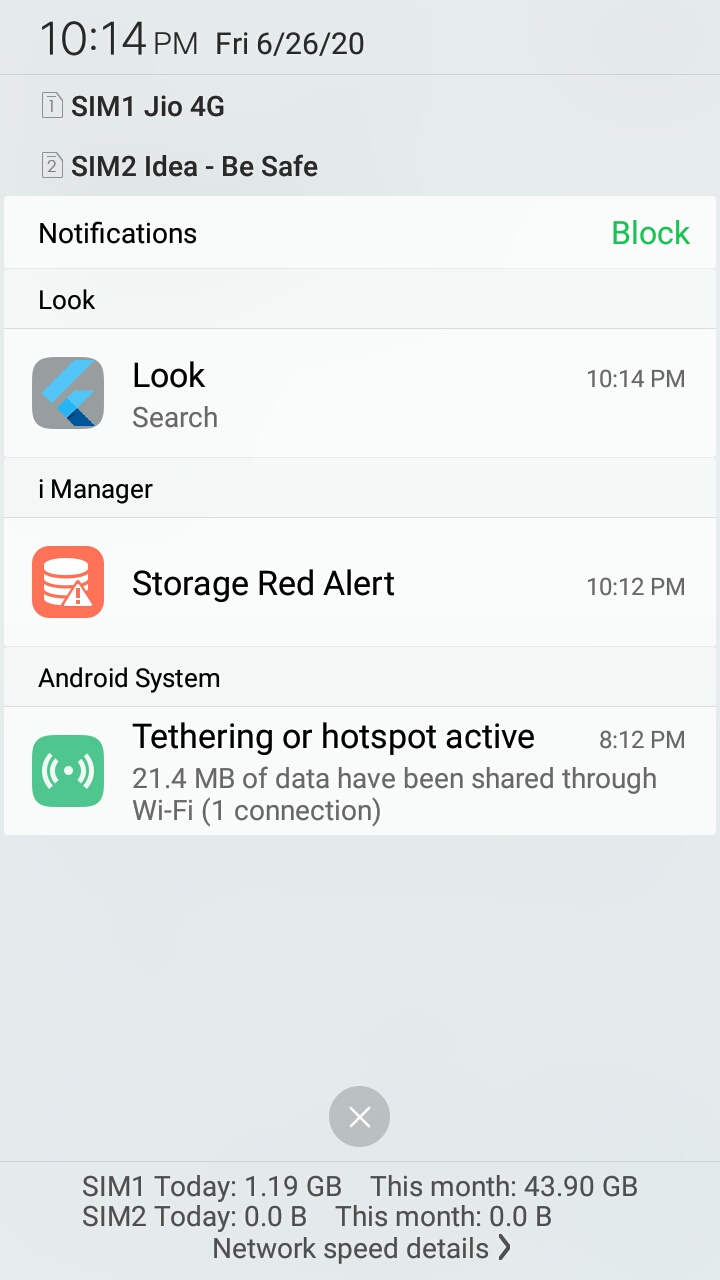 10:14 PM Fri 6/26/20
1 SIM1 Jio 4G
2 SIM2 Idea - Be Safe
Notifications Block
Look
Look 10:14 PM
Search
i Manager
Storage Red Alert 10:12 PM
Android System
Tethering or hotspot active 8:12 PM
21.4 MB of data have been shared through
Wi-Fi (1 connection)
SIM1 Today: 1.19 GB This month: 43.90 GB
SIM2 Today: 0.0 B This month: 0.0 B
Network speed details